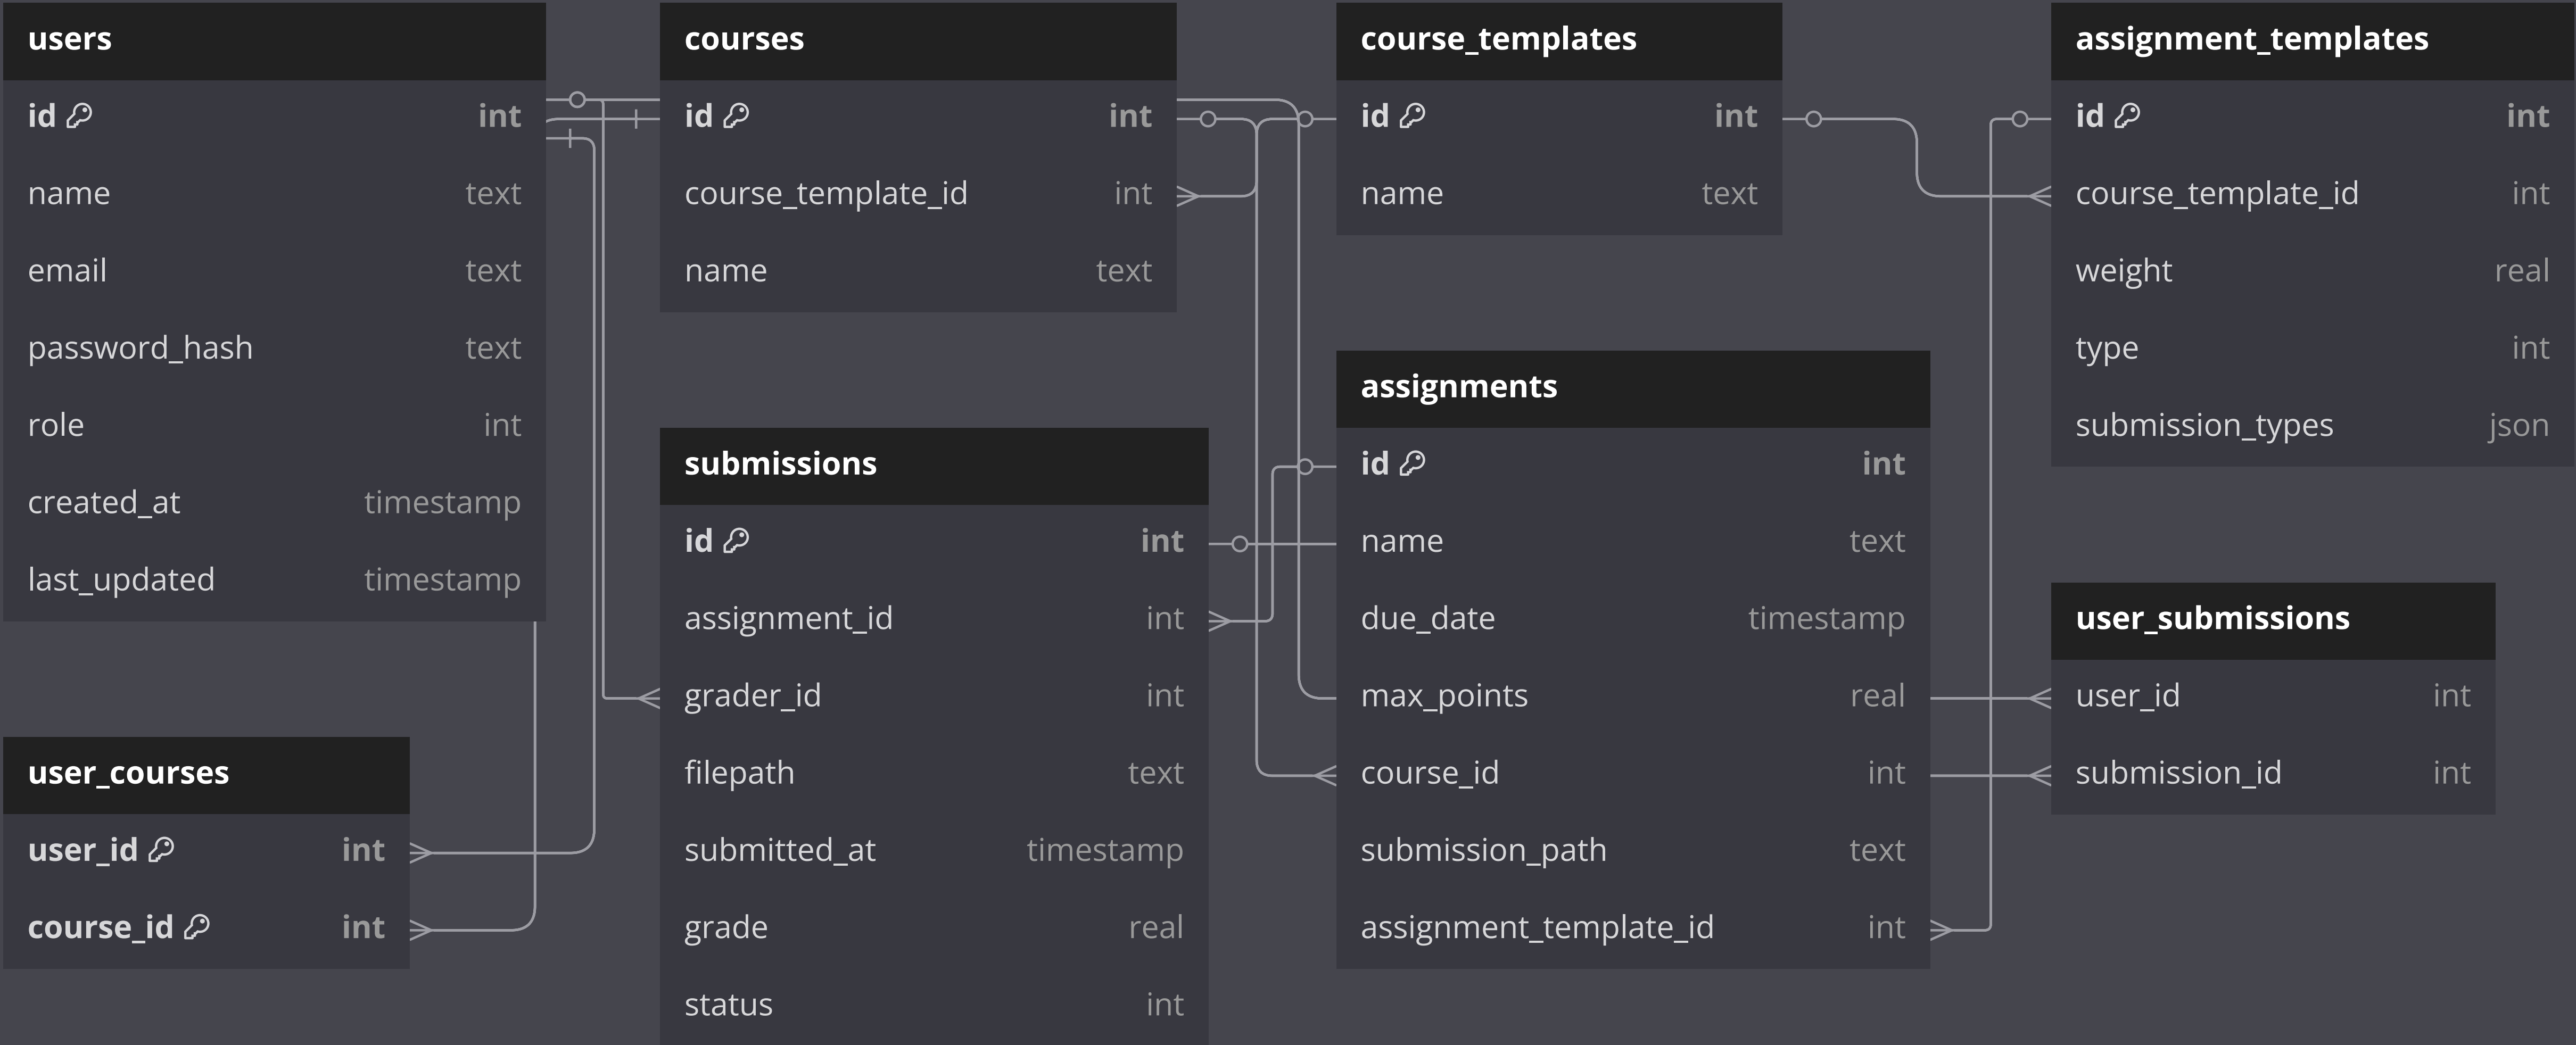 users
id int
name text
email text
password_hash text
role int
created_at timestamp
last_updated timestamp
courses
id int
course_template_id int
name text
course_templates
id int
name text
assignment_templates
id int
course_template_id int
weight real
type int
submission_types json
submissions
id int
assignment_id int
grader_id int
filepath text
submitted_at timestamp
grade real
status int
assignments
id int
name text
due_date timestamp
max_points real
course_id int
submission_path text
assignment_template_id int
user_submissions
user_id int
submission_id int
user_courses
user_id int
course_id int